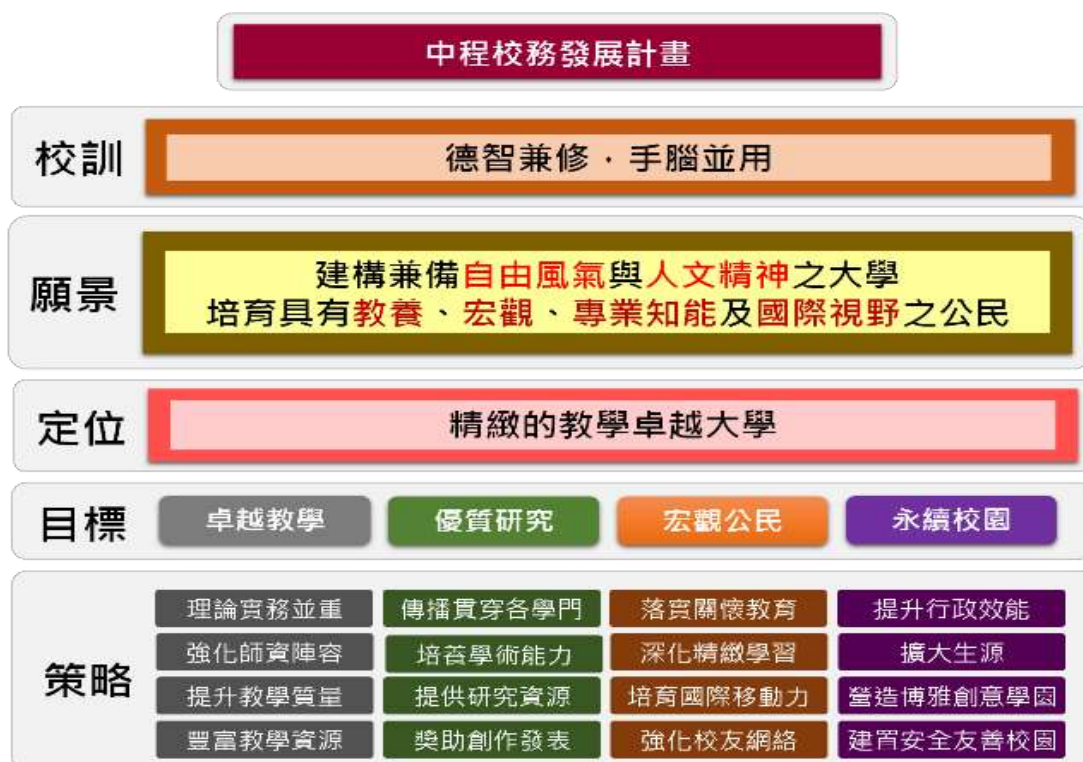 中程校務發展計畫
校訓
德智兼修．手腦並用
願景
建構兼備自由風氣與人文精神之大學
培育具有教養、宏觀、專業知能及國際視野之公民
定位
精緻的教學卓越大學
目標
卓越教學 優質研究 宏觀公民 永續校園
策略
理論實務並重 傳播貫穿各學門 落實關懷教育 提升行政效能
強化師資陣容 培養學術能力 深化精緻學習 擴大生源
提升教學質量 提供研究資源 培育國際移動力 營造博雅創意學園
豐富教學資源 獎助創作發表 強化校友網絡 建置安全友善校園